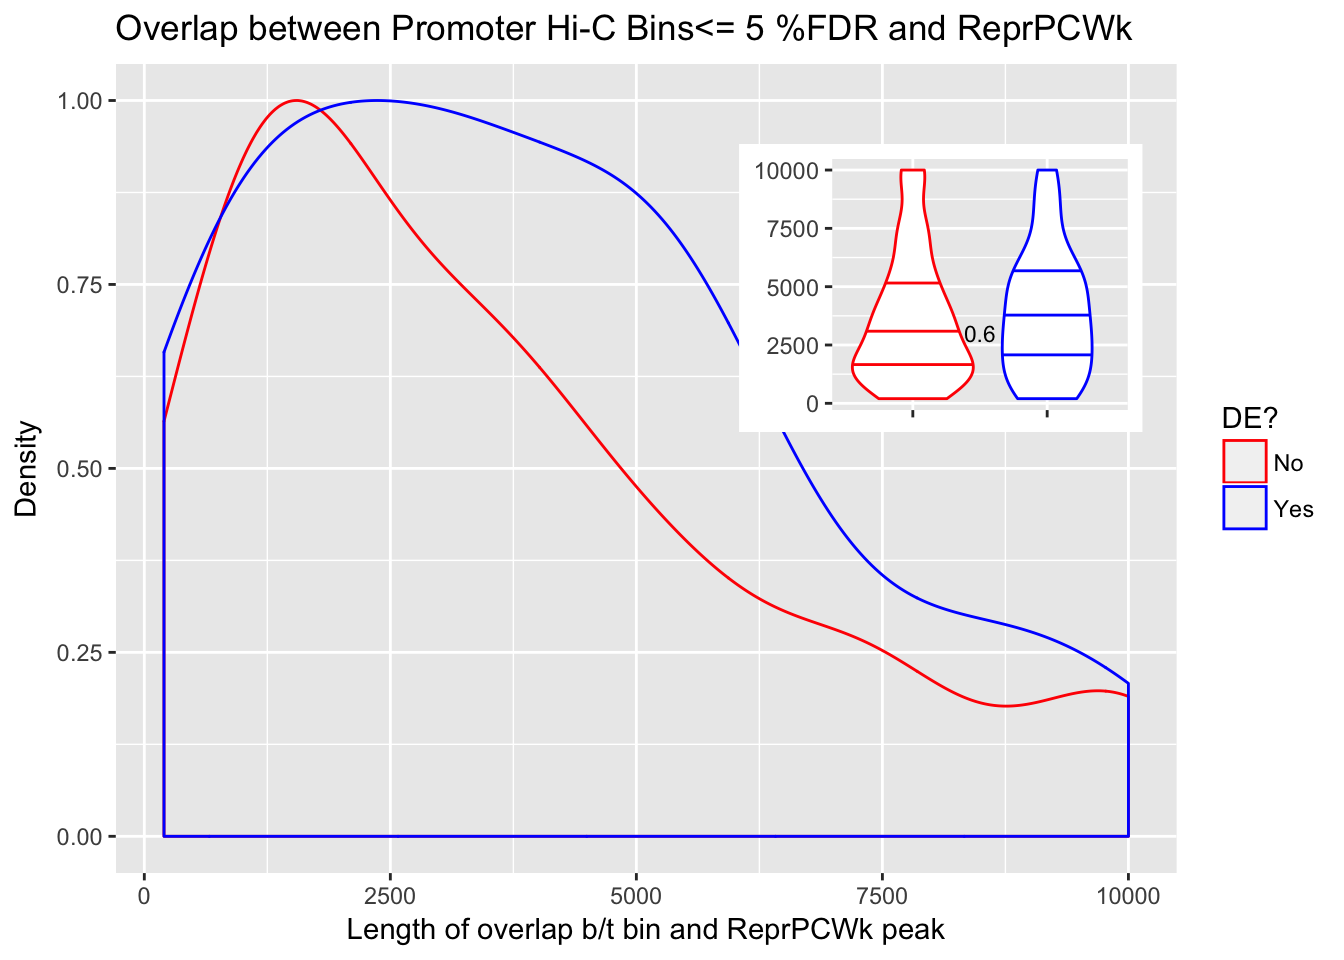 Overlap between Promoter Hi-C Bins<= 5 %FDR and ReprPCWk
1.00
0.75
0.50
0.25
0.00
Density
0
2500
5000
7500
10000
Length of overlap b/t bin and ReprPCWk peak
10000
7500
5000
2500
0
0.6
DE?
No
Yes